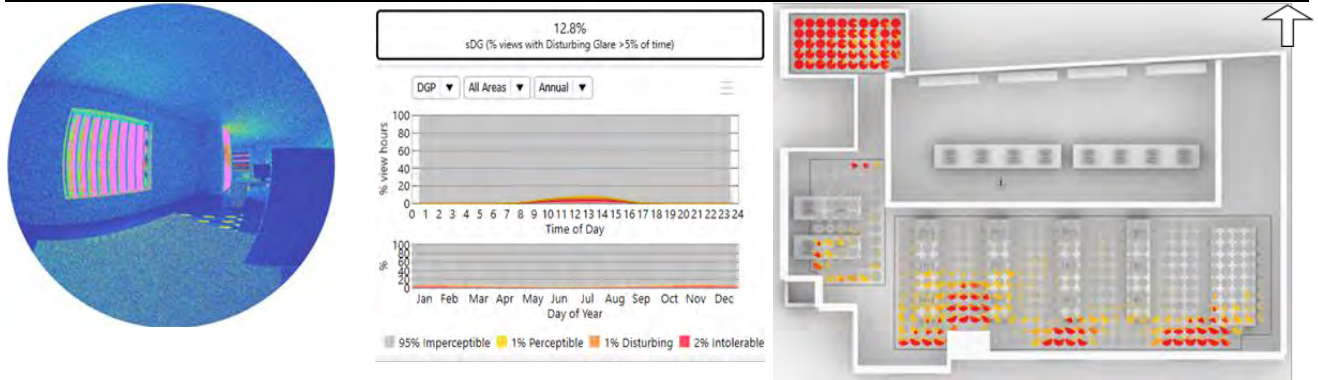 12.8%
sDG (% views with Disturbing Glare >5% of time)
DGP ▼ All Areas ▼ Annual ▼
% view hours
100
80
60
40
20
0
0 1 2 3 4 5 6 7 8 9 10 11 12 13 14 15 16 17 18 19 20 21 22 23 24
Time of Day
%
100
80
60
40
20
0
Jan Feb Mar Apr May Jun Jul Aug Sep Oct Nov Dec
Day of Year
95% Imperceptible 1% Perceptible 1% Disturbing 2% Intolerable